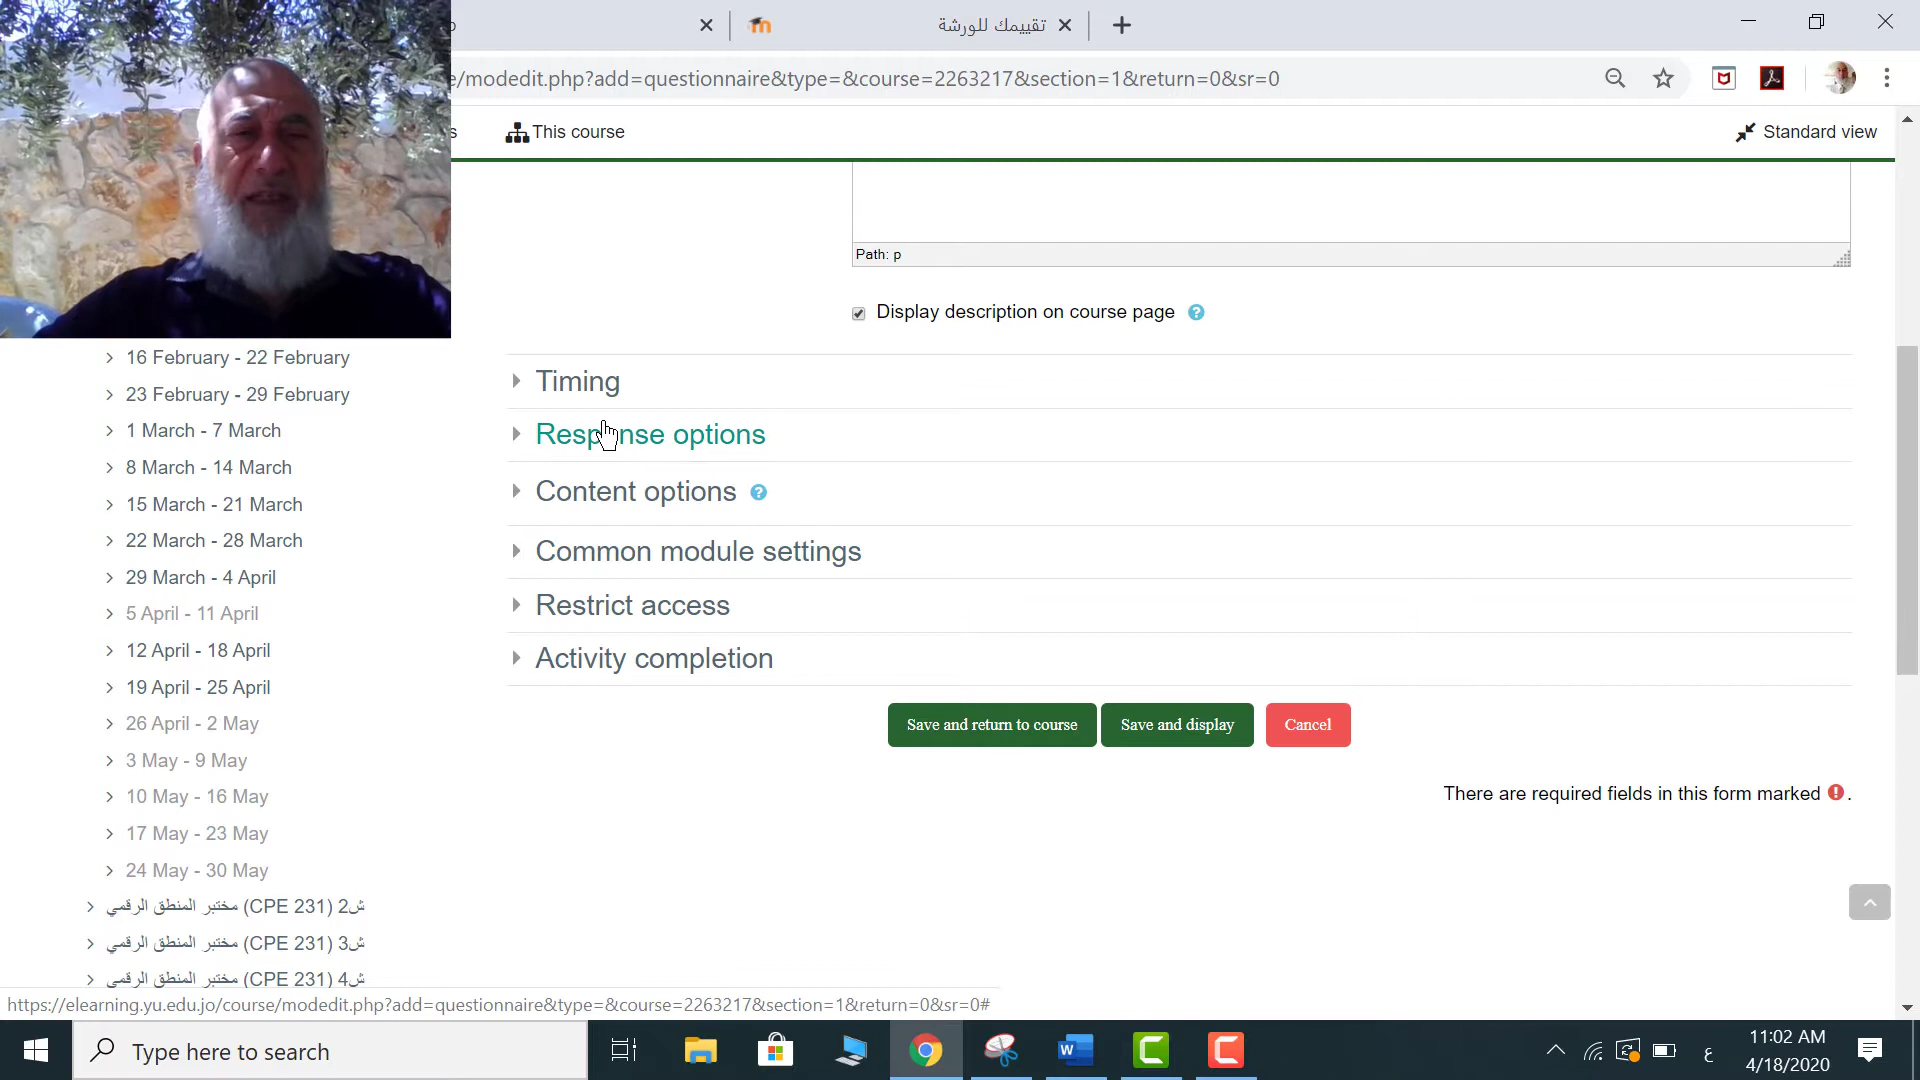 تقييمك للورشة
/modedit.php?add=questionnaire&type=&course=2263217&section=1&return=0&sr=0
This course
Standard view
Path: p
Display description on course page
Timing
Response options
Content options
Common module settings
Restrict access
Activity completion
Save and return to course
Save and display
Cancel
There are required fields in this form marked .
16 February - 22 February
23 February - 29 February
1 March - 7 March
8 March - 14 March
15 March - 21 March
22 March - 28 March
29 March - 4 April
5 April - 11 April
12 April - 18 April
19 April - 25 April
26 April - 2 May
3 May - 9 May
10 May - 16 May
17 May - 23 May
24 May - 30 May
ش2 (CPE 231) مختبر المنطق الرقمي
ش3 (CPE 231) مختبر المنطق الرقمي
ش4 (CPE 231) مختبر المنطق الرقمي
https://elearning.yu.edu.jo/course/modedit.php?add=questionnaire&type=&course=2263217&section=1&return=0&sr=0#
Type here to search
ع
11:02 AM
4/18/2020